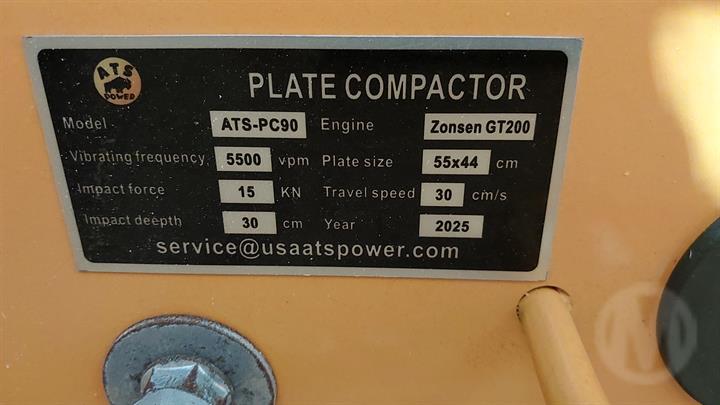 ATS
POWER
PLATE COMPACTOR
Model ATS-PC90 Engine Zonsen GT200
Vibrating frequency 5500 vpm Plate size 55x44 cm
Impact force 15 KN Travel speed 30 cm/s
Impact deepth 30 cm Year 2025
service@usaatspower.com
M